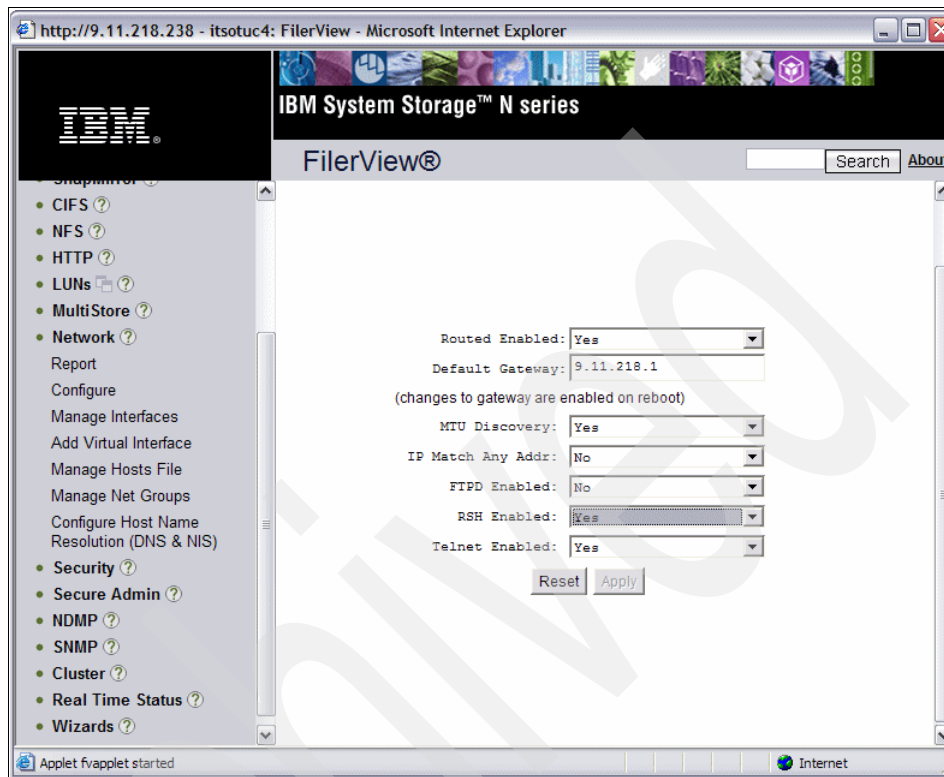 http://9.11.218.238 - itsotuc4: FilerView - Microsoft Internet Explorer
IBM
IBM System Storage™ N series
FilerView®
Search
About
SnapMirror
CIFS
NFS
HTTP
LUNs
MultiStore
Network
Report
Configure
Manage Interfaces
Add Virtual Interface
Manage Hosts File
Manage Net Groups
Configure Host Name
Resolution (DNS & NIS)
Security
Secure Admin
NDMP
SNMP
Cluster
Real Time Status
Wizards
Routed Enabled: Yes
Default Gateway: 9.11.218.1
(changes to gateway are enabled on reboot)
MTU Discovery: Yes
IP Match Any Addr: No
FTPD Enabled: No
RSH Enabled: Yes
Telnet Enabled: Yes
Reset Apply
Applet fvapplet started
Internet